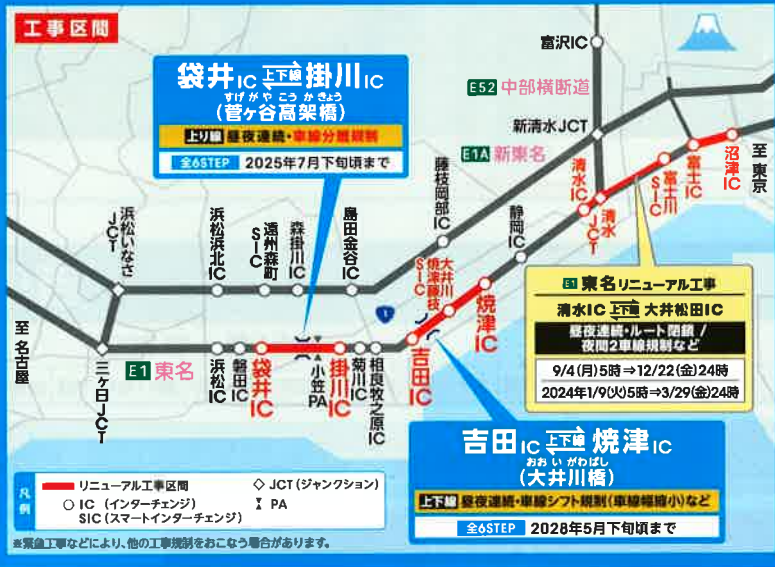 工事区間
袋井IC 上下線 掛川IC
すげがやこうかきょう
(菅ヶ谷高架橋)
上り線 昼夜連続・車線分離規制
全6STEP 2025年7月下旬頃まで
富沢IC
E52 中部横断道
新清水JCT
E1A 新東名
清水IC
清水JCT
富士川SIC
富士IC
沼津IC
至 東京
藤枝岡部IC
静岡IC
浜松いなさJCT
浜松浜北IC
遠州森町SIC
森掛川IC
島田金谷IC
大井川焼津藤枝SIC
焼津IC
1
至 名古屋
三ヶ日JCT
E1 東名
浜松IC
磐田IC
袋井IC
小笠PA
掛川IC
菊川IC
相良牧之原IC
吉田IC
E1 東名リニューアル工事
清水IC 上下線 大井松田IC
昼夜連続・ルート閉鎖 /
夜間2車線規制など
9/4(月)5時→12/22(金)24時
2024年1/9(火)5時→3/29(金)24時
吉田IC 上下線 焼津IC
おおいがわばし
(大井川橋)
上下線 昼夜連続・車線シフト規制(車線幅縮小)など
全6STEP 2028年5月下旬頃まで
凡例
リニューアル工事区間
JCT(ジャンクション)
IC (インターチェンジ)
PA
SIC(スマートインターチェンジ)
※緊急工事などにより、他の工事規制をおこなう場合があります。